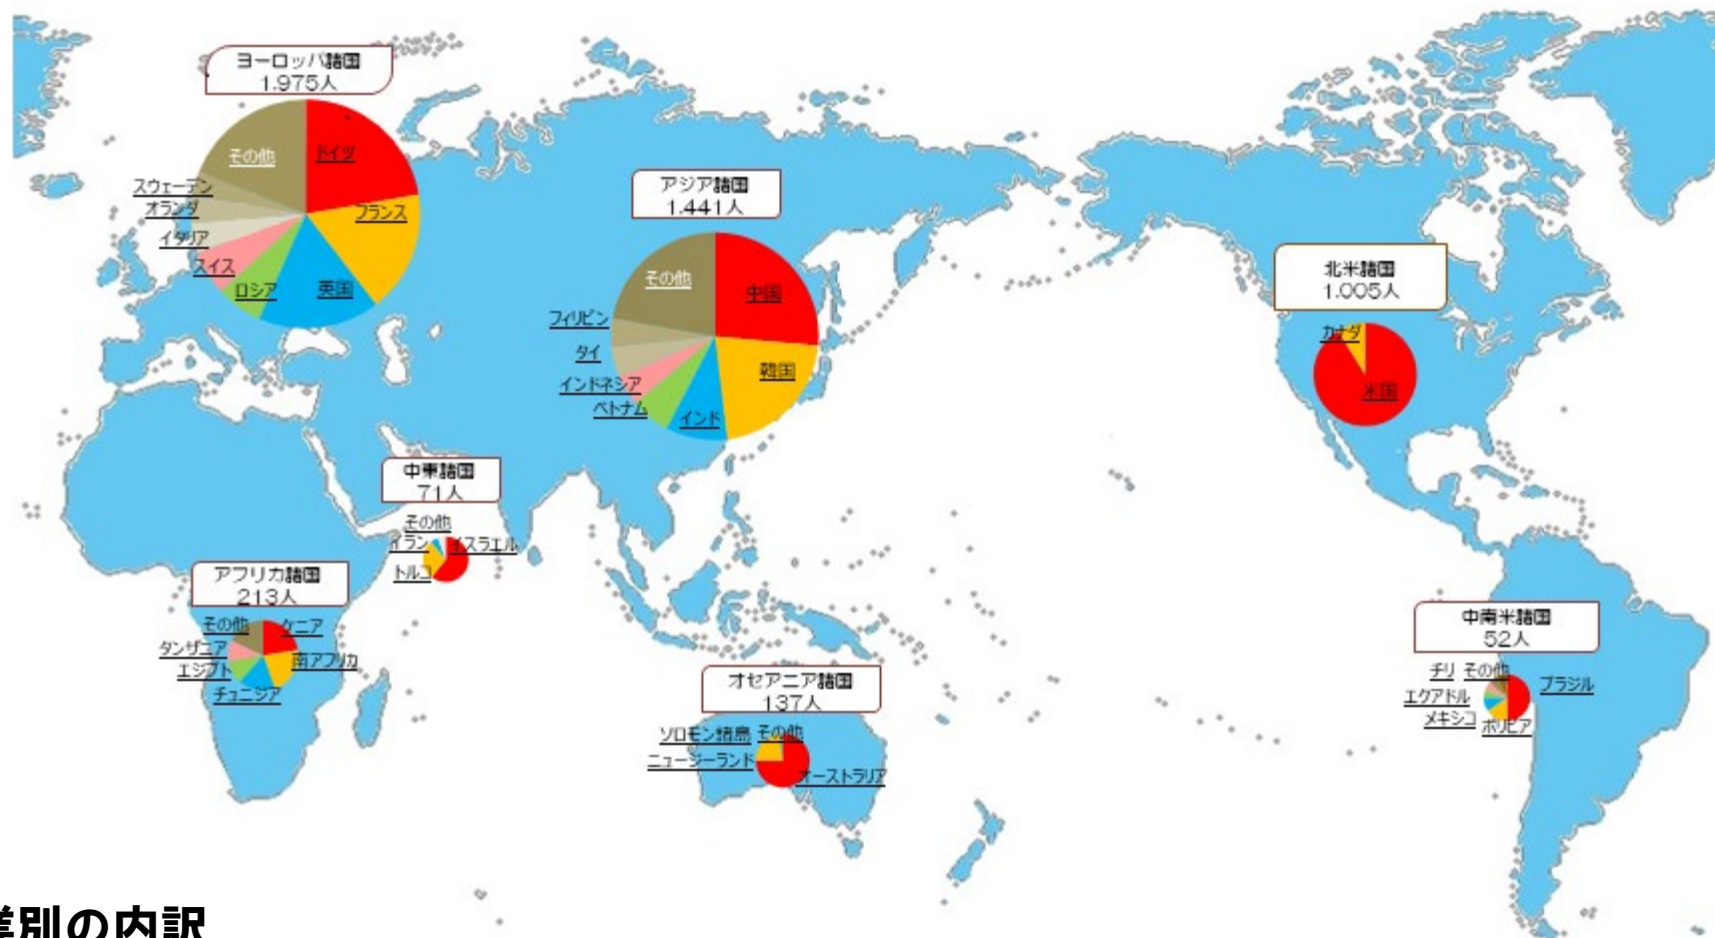 ヨーロッパ諸国
1.975人
その他
ドイツ
スウェーデン
オランダ
フランス
イタリア
スイス
ロシア
英国
アジア諸国
1.441人
その他
中国
フィリピン
タイ
韓国
インドネシア
ベトナム
インド
北米諸国
1.005人
カナダ
米国
中東諸国
71人
その他
イラン
イスラエル
トルコ
アフリカ諸国
213人
その他
ケニア
タンザニア
南アフリカ
エジプト
チュニジア
オセアニア諸国
137人
ソロモン諸島
その他
ニュージーランド
オーストラリア
中南米諸国
52人
チリ
その他
ブラジル
エクアドル
メキシコ
ボリビア
業別の内訳